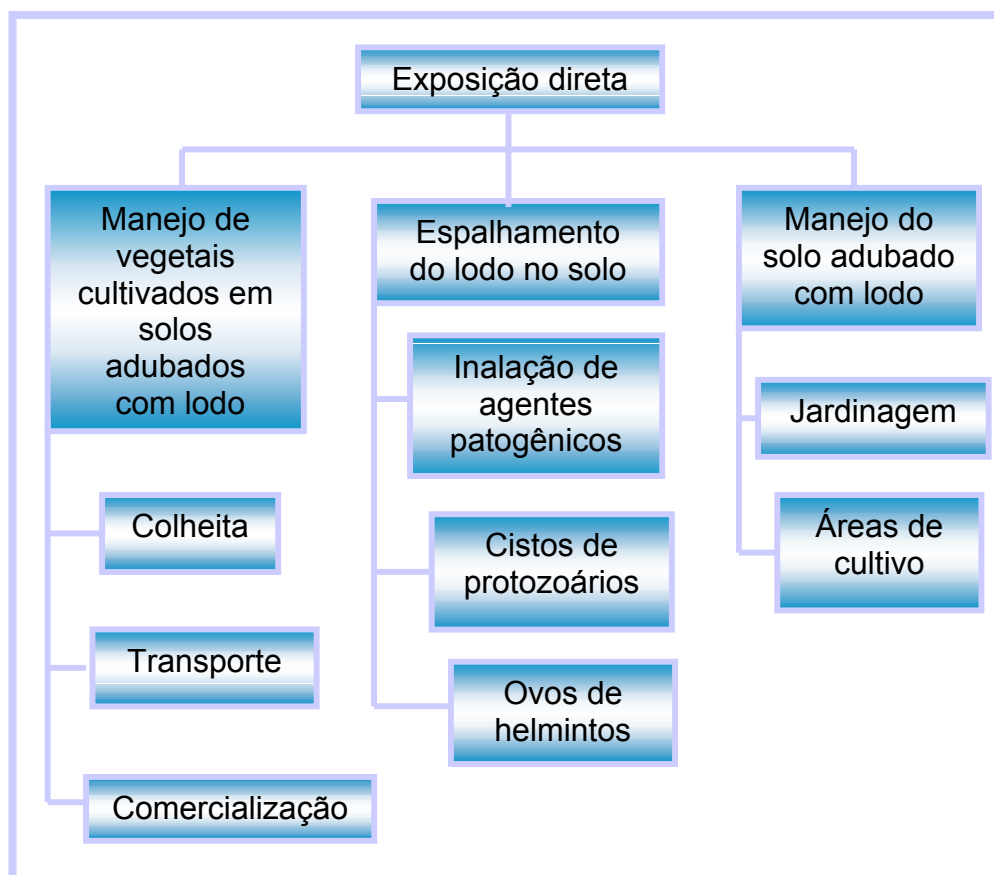 Exposição direta
Manejo de
vegetais
cultivados em
solos
adubados
com lodo
Colheita
Transporte
Comercialização
Espalhamento
do lodo no solo
Inalação de
agentes
patogênicos
Cistos de
protozoários
Ovos de
helmintos
Manejo do
solo adubado
com lodo
Jardinagem
Áreas de
cultivo